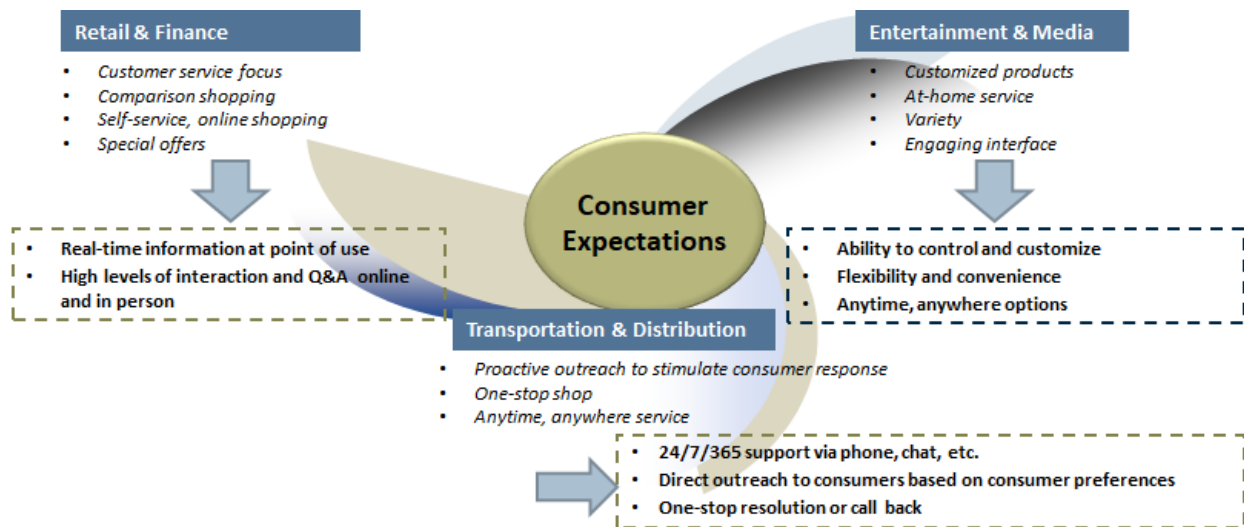 Retail & Finance
• Customer service focus
• Comparison shopping
• Self-service, online shopping
• Special offers
• Real-time information at point of use
• High levels of interaction and Q&A online
and in person
Entertainment & Media
• Customized products
• At-home service
• Variety
• Engaging interface
• Ability to control and customize
• Flexibility and convenience
• Anytime, anywhere options
Consumer
Expectations
Transportation & Distribution
• Proactive outreach to stimulate consumer response
• One-stop shop
• Anytime, anywhere service
• 24/7/365 support via phone, chat, etc.
• Direct outreach to consumers based on consumer preferences
• One-stop resolution or call back